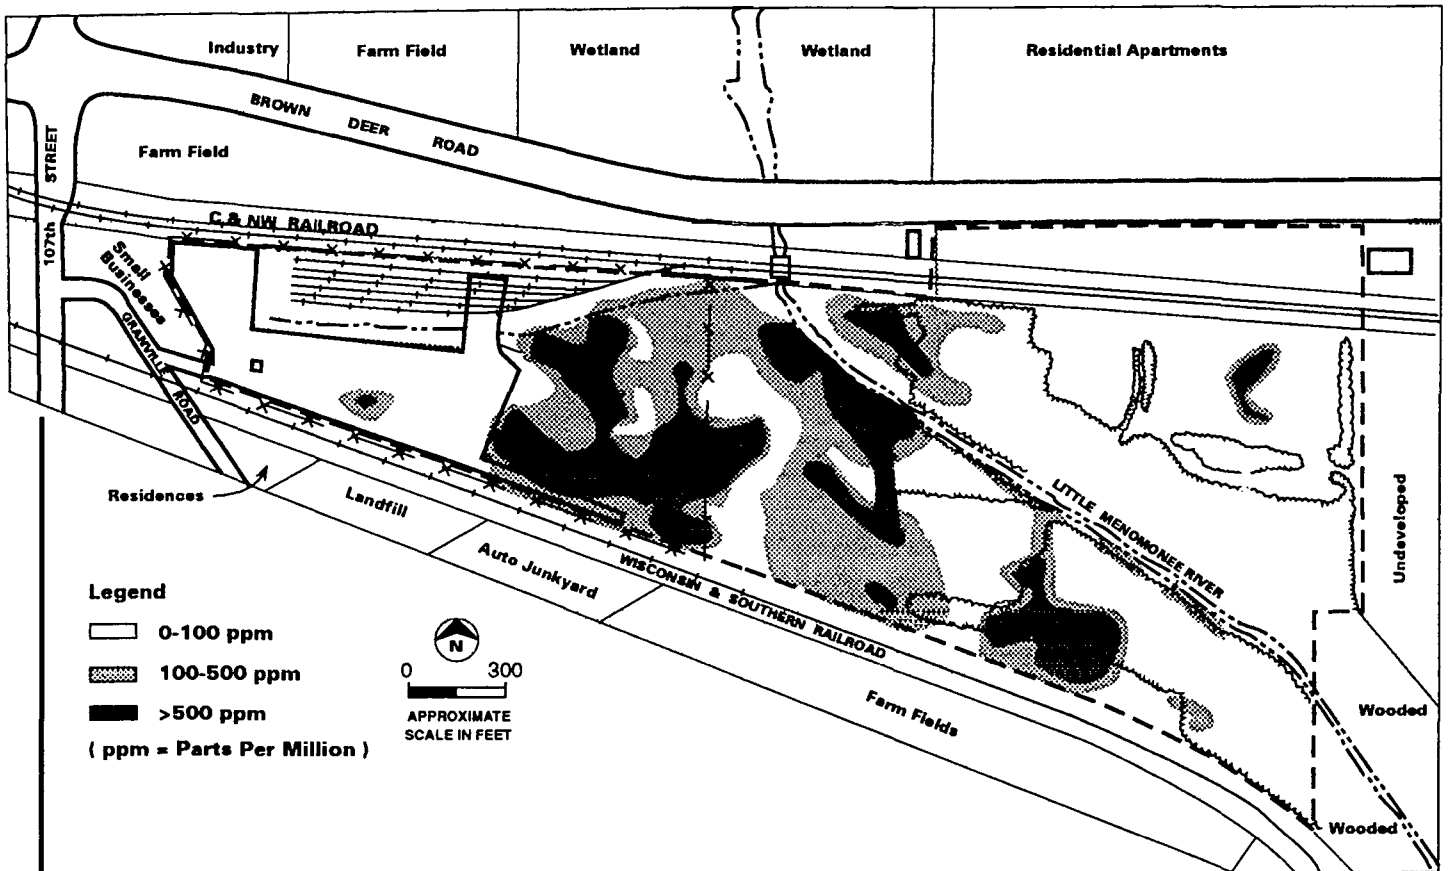 Industry
Farm Field
Wetland
Wetland
Residential Apartments
BROWN DEER ROAD
107th STREET
Farm Field
C & NW RAILROAD
Small
Businesses
GRANVILLE ROAD
Residences
Landfill
Auto Junkyard
WISCONSIN & SOUTHERN RAILROAD
LITTLE MENOMONEE RIVER
Undeveloped
Farm Fields
Wooded
Wooded
Legend
0-100 ppm
100-500 ppm
>500 ppm
( ppm = Parts Per Million )
N
0 300
APPROXIMATE
SCALE IN FEET